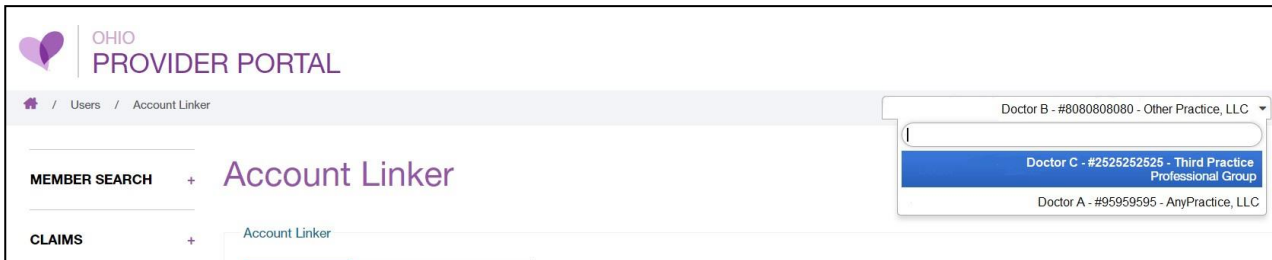 OHIO
PROVIDER PORTAL
/ Users / Account Linker
Doctor B - #8080808080 - Other Practice, LLC
Doctor C - #2525252525 - Third Practice
Professional Group
Doctor A - #95959595 - AnyPractice, LLC
MEMBER SEARCH +
Account Linker
CLAIMS +
Account Linker